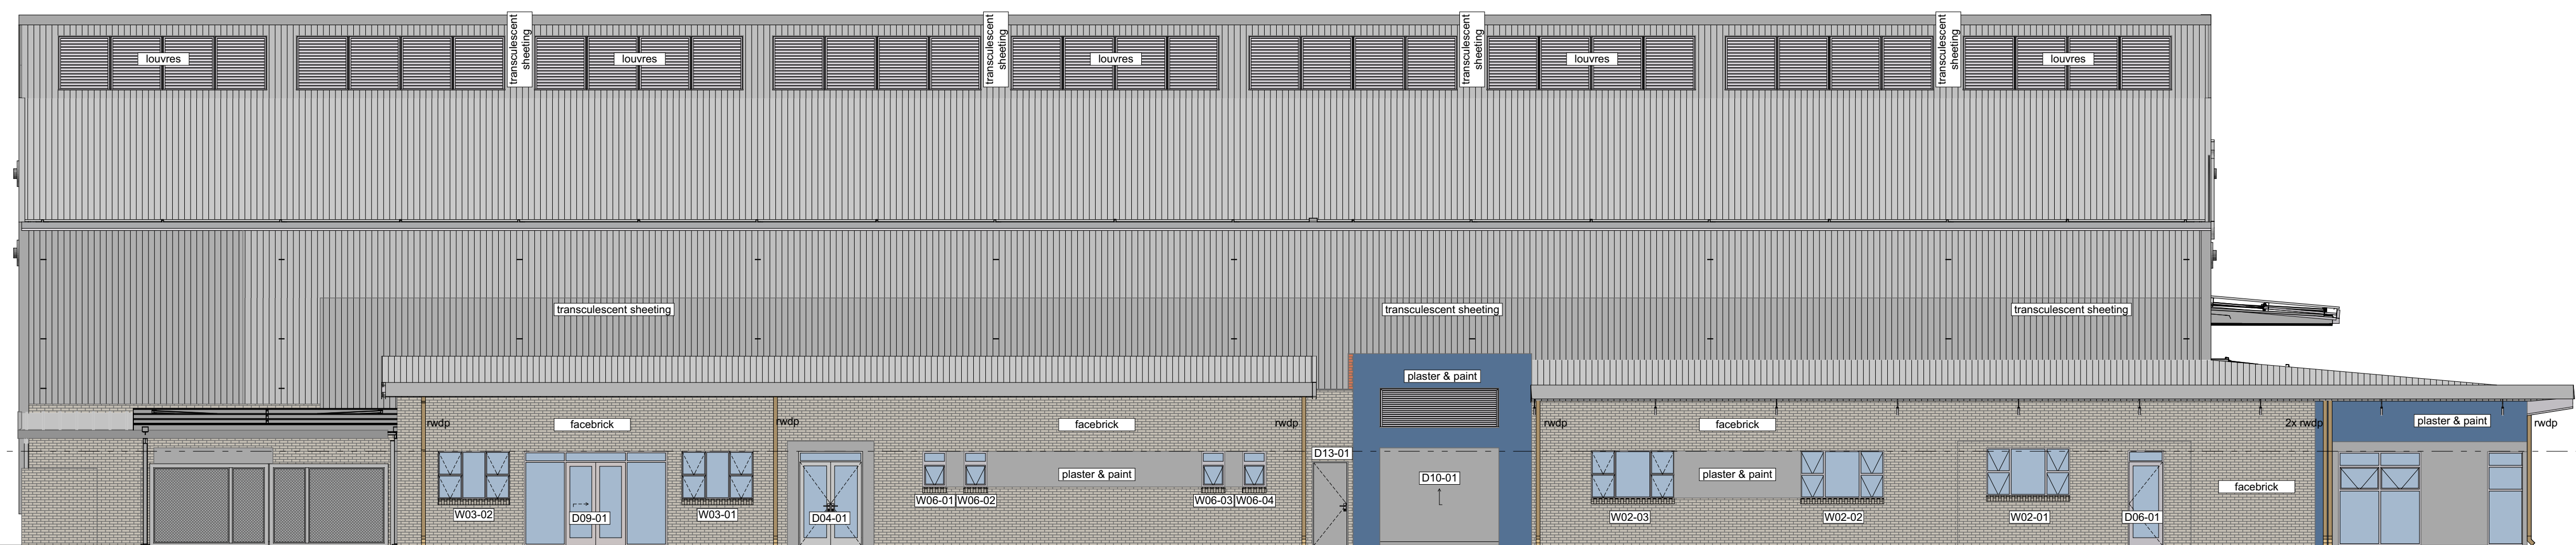 transculescent
sheeting
transculescent
sheeting
transculescent
sheeting
transculescent
sheeting
louvres
louvres
louvres
louvres
louvres
transculescent sheeting
transculescent sheeting
transculescent sheeting
plaster & paint
rwdp
facebrick
rwdp
facebrick
rwdp
rwdp
facebrick
2x rwdp
plaster & paint
rwdp
D13-01
plaster & paint
D10-01
plaster & paint
facebrick
W03-02
D09-01
W03-01
D04-01
W06-01
W06-02
W06-03
W06-04
W02-03
W02-02
W02-01
D06-01